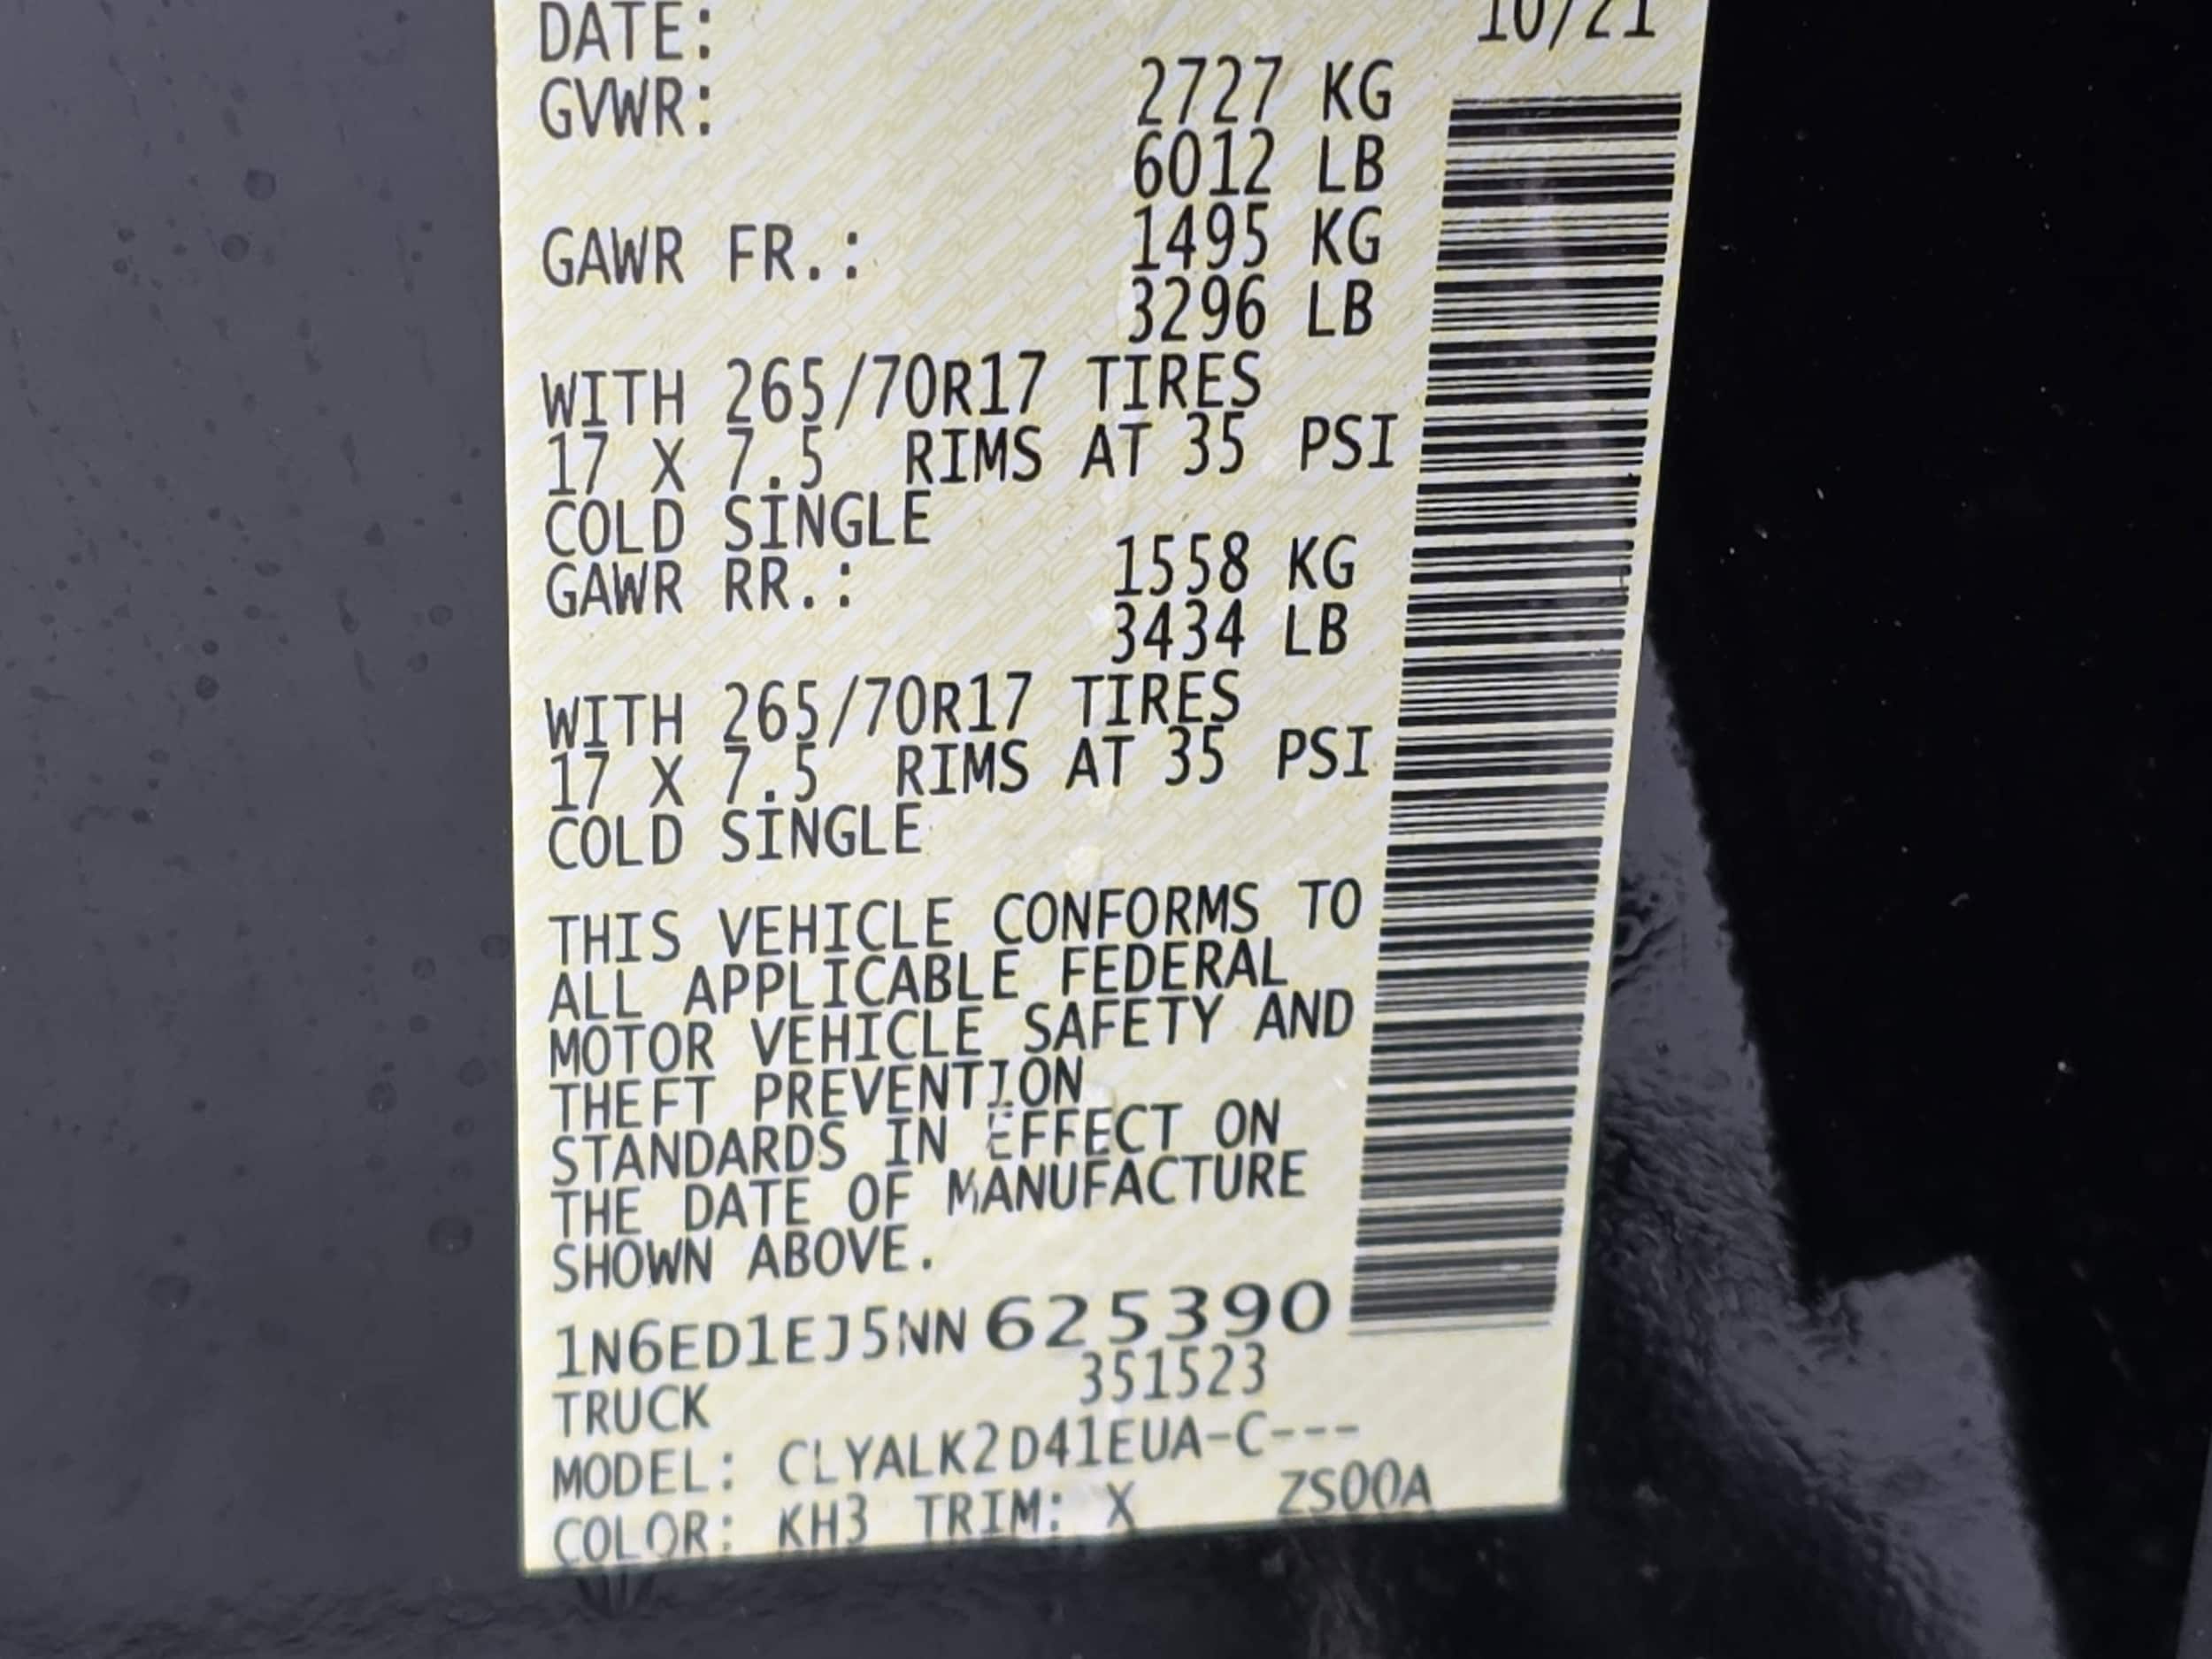 DATE: 10/21
GVWR: 2727 KG
6012 LB
GAWR FR.: 1495 KG
3296 LB
WITH 265/70R17 TIRES
17 X 7.5 RIMS AT 35 PSI
COLD SINGLE
GAWR RR.: 1558 KG
3434 LB
WITH 265/70R17 TIRES
17 X 7.5 RIMS AT 35 PSI
COLD SINGLE
THIS VEHICLE CONFORMS TO
ALL APPLICABLE FEDERAL
MOTOR VEHICLE SAFETY AND
THEFT PREVENTION
STANDARDS IN EFFECT ON
THE DATE OF MANUFACTURE
SHOWN ABOVE.
1N6ED1EJ5NN625390
TRUCK 351523
MODEL: CLYALK2D41EUA-C---
COLOR: KH3 TRIM: X ZS00A